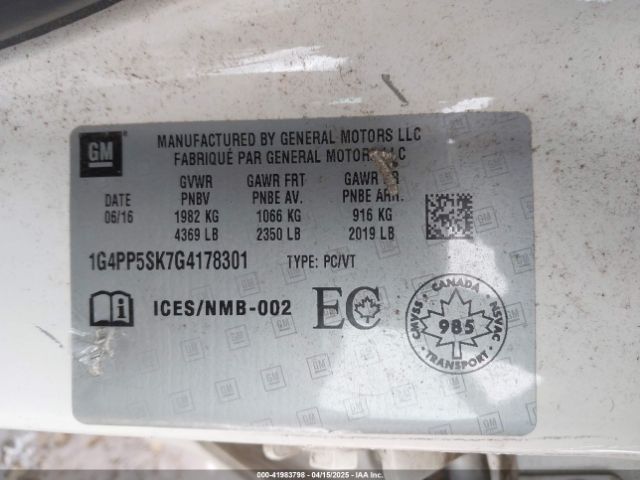 GM
MANUFACTURED BY GENERAL MOTORS LLC
FABRIQUÉ PAR GENERAL MOTORS LLC
GVWR GAWR FRT GAWR RR
DATE PNBV PNBE AV. PNBE ARR.
06/16 1982 KG 1066 KG 916 KG
4369 LB 2350 LB 2019 LB
1G4PP5SK7G4178301 TYPE: PC/VT
ICES/NMB-002 EC
CANADA
CMVSS 985 NSVAC
TRANSPORT
000-41983798 - 04/15/2025 - IAA Inc.